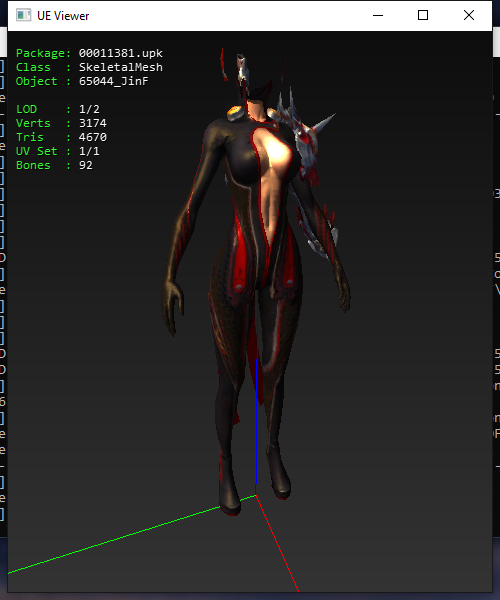 UE Viewer
Package: 00011381.upk
Class  : SkeletalMesh
Object : 65044_JinF
LOD    : 1/2
Verts  : 3174
Tris   : 4670
UV Set : 1/1
Bones  : 92